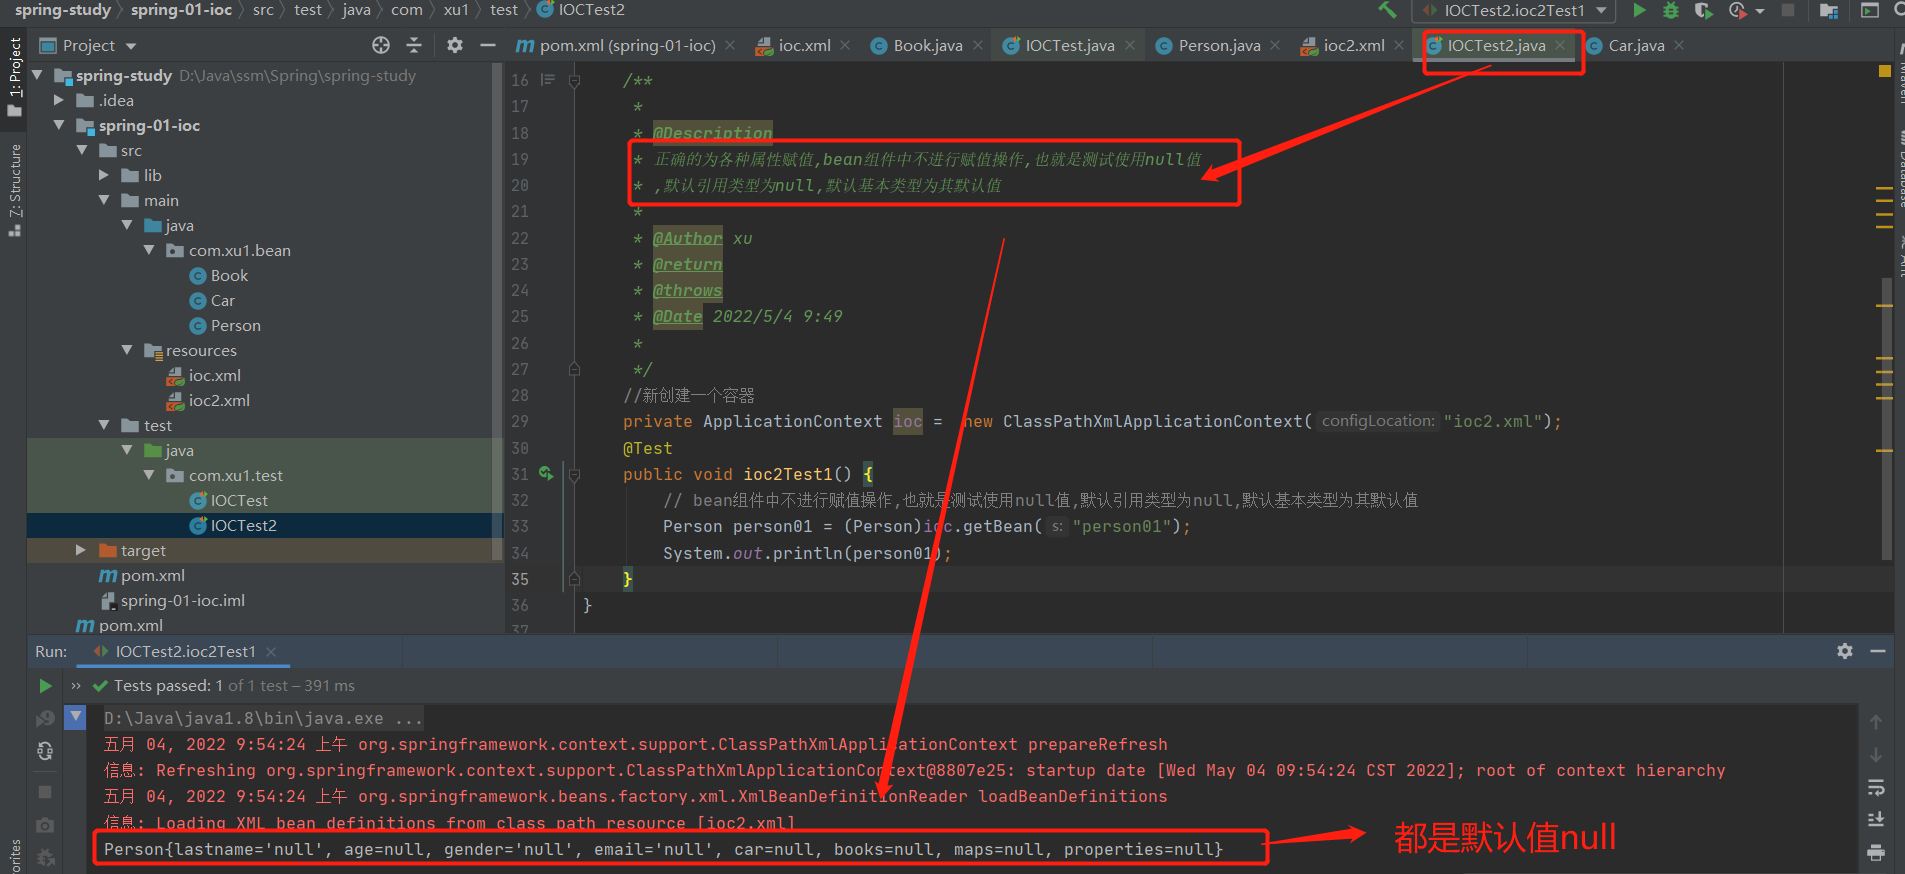 spring-study spring-01-ioc src test java com xu1 test IOCTest2
IOCTest2.ioc2Test1
Project
pom.xml (spring-01-ioc) ioc.xml Book.java IOCTest.java Person.java ioc2.xml IOCTest2.java Car.java
1: Project
7: Structure
spring-study D:\Java\ssm\Spring\spring-study
.idea
spring-01-ioc
src
lib
main
java
com.xu1.bean
Book
Car
Person
resources
ioc.xml
ioc2.xml
test
java
com.xu1.test
IOCTest
IOCTest2
target
pom.xml
spring-01-ioc.iml
pom.xml
16 /**
17 *
18 * @Description
19 * 正确的为各种属性赋值,bean组件中不进行赋值操作,也就是测试使用null值
20 * ,默认引用类型为null,默认基本类型为其默认值
21 *
22 * @Author xu
23 * @return
24 * @throws
25 * @Date 2022/5/4 9:49
26 *
27 */
28 //新创建一个容器
29 private ApplicationContext ioc = new ClassPathXmlApplicationContext( configLocation: "ioc2.xml");
30 @Test
31 public void ioc2Test1() {
32 // bean组件中不进行赋值操作,也就是测试使用null值,默认引用类型为null,默认基本类型为其默认值
33 Person person01 = (Person)ioc.getBean( s: "person01");
34 System.out.println(person01);
35 }
36 }
37
Run: IOCTest2.ioc2Test1
Tests passed: 1 of 1 test – 391 ms
D:\Java\java1.8\bin\java.exe ...
五月 04, 2022 9:54:24 上午 org.springframework.context.support.ClassPathXmlApplicationContext prepareRefresh
信息: Refreshing org.springframework.context.support.ClassPathXmlApplicationContext@8807e25: startup date [Wed May 04 09:54:24 CST 2022]; root of context hierarchy
五月 04, 2022 9:54:24 上午 org.springframework.beans.factory.xml.XmlBeanDefinitionReader loadBeanDefinitions
信息: Loading XML bean definitions from class path resource [ioc2.xml]
Person{lastname='null', age=null, gender='null', email='null', car=null, books=null, maps=null, properties=null}
都是默认值null